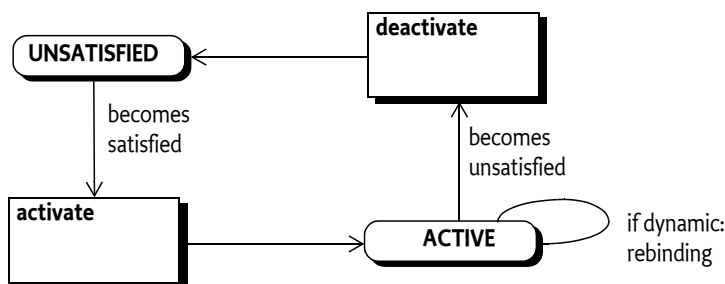 deactivate
UNSATISFIED
becomes
satisfied
becomes
unsatisfied
activate
ACTIVE
if dynamic:
rebinding